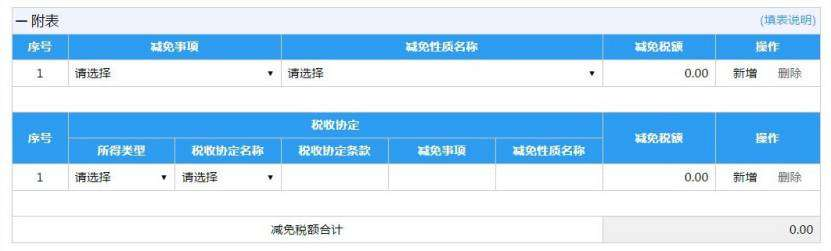 附表 (填表说明)
序号 减免事项 减免性质名称 减免税额 操作
1 请选择 请选择 0.00 新增 删除
序号 税收协定 减免税额 操作
所得类型 税收协定名称 税收协定条款 减免事项 减免性质名称
1 请选择 请选择 0.00 新增 删除
减免税额合计 0.00